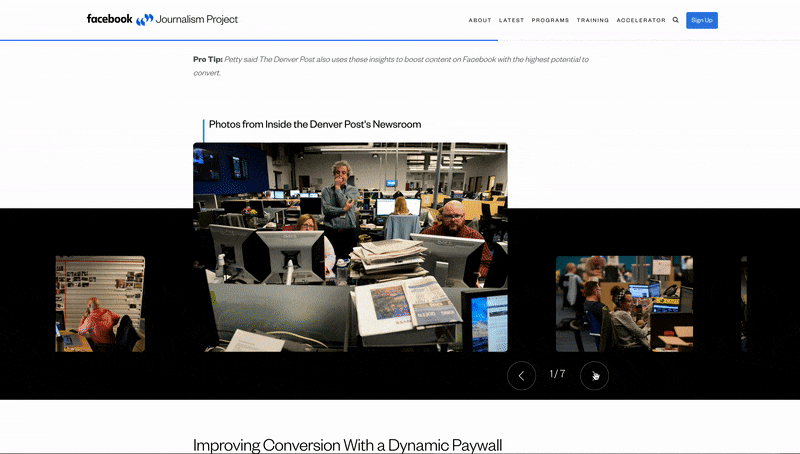 facebook Journalism Project
ABOUT LATEST PROGRAMS TRAINING ACCELERATOR Sign Up
Pro Tip: Petty said The Denver Post also uses these insights to boost content on Facebook with the highest potential to
convert.
Photos from Inside the Denver Post's Newsroom
1/7
Improving Conversion With a Dynamic Paywall